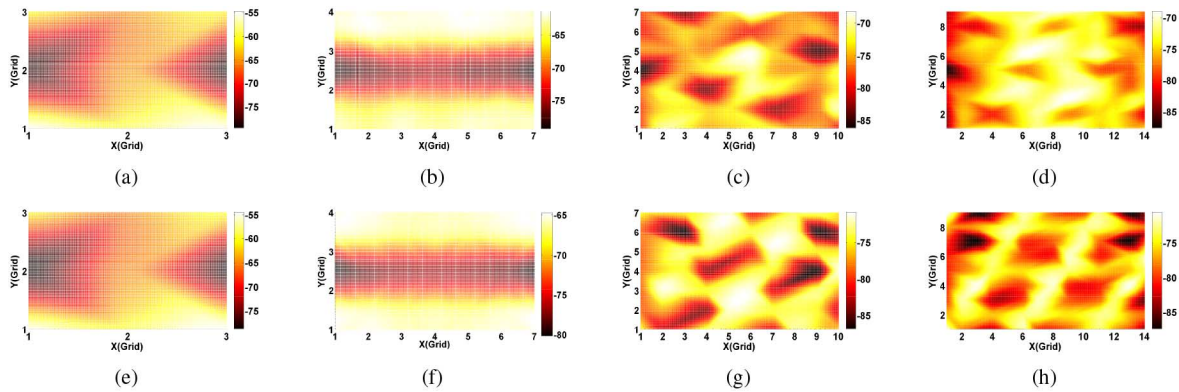 3
2
1
Y(Grid)
1 2 3
X(Grid)
-55
-60
-65
-70
-75
(a)
4
3
2
1
Y(Grid)
1 2 3 4 5 6 7
X(Grid)
-65
-70
-75
(b)
7
6
5
4
3
2
1
Y(Grid)
1 2 3 4 5 6 7 8 9 10
X(Grid)
-70
-75
-80
-85
(c)
8
6
4
2
Y(Grid)
2 4 6 8 10 12 14
X(Grid)
-70
-75
-80
-85
(d)
3
2
1
Y(Grid)
1 2 3
X(Grid)
-55
-60
-65
-70
-75
(e)
4
3
2
1
Y(Grid)
1 2 3 4 5 6 7
X(Grid)
-65
-70
-75
-80
(f)
7
6
5
4
3
2
1
Y(Grid)
1 2 3 4 5 6 7 8 9 10
X(Grid)
-75
-80
-85
(g)
8
6
4
2
Y(Grid)
2 4 6 8 10 12 14
X(Grid)
-75
-80
-85
(h)